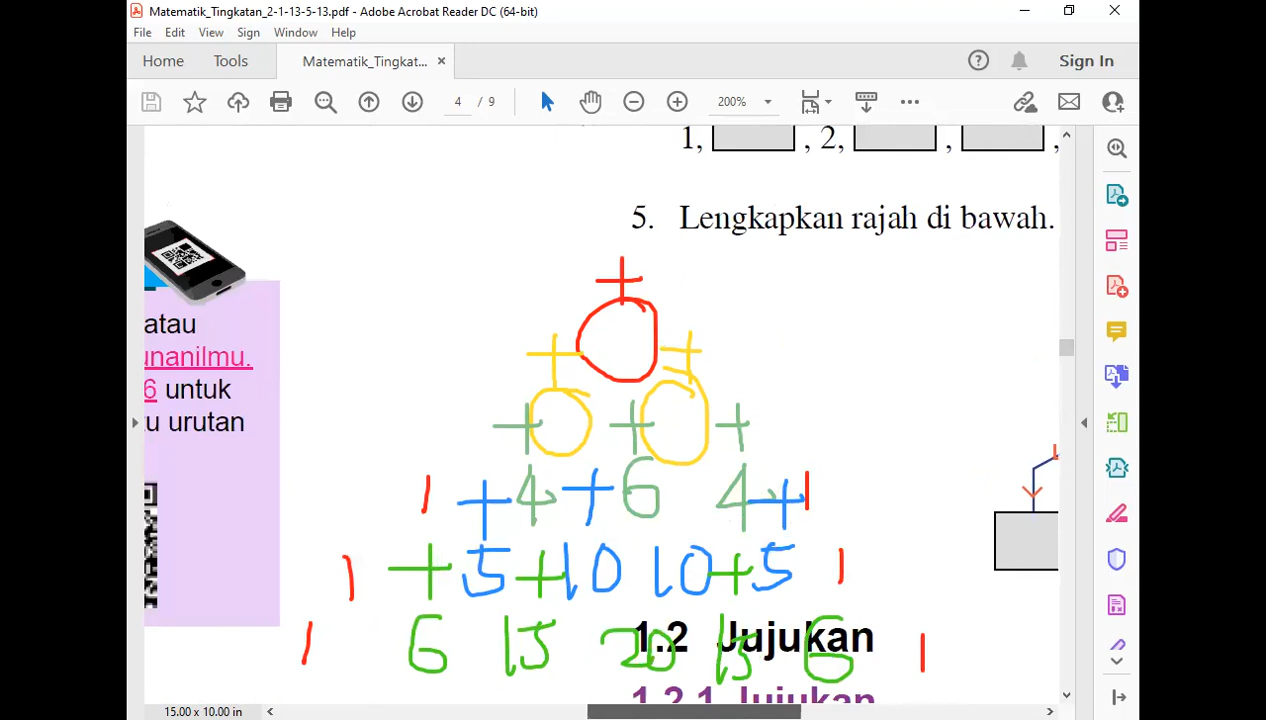 Matematik_Tingkatan_2-1-13-5-13.pdf - Adobe Acrobat Reader DC (64-bit)
File Edit View Sign Window Help
Home Tools Matematik_Tingkat... × Sign In
4 / 9 200%
1, , 2, , ,
5. Lengkapkan rajah di bawah.
atau
unanilmu.
6 untuk
u urutan
+
+ +
+ + +
1 + 4 + 6 4 + 1
1 + 5 + 10 10 + 5 1
1 6 15 20 15 6 1
1.2 Jujukan
1.2.1 Jujukan
15.00 x 10.00 in